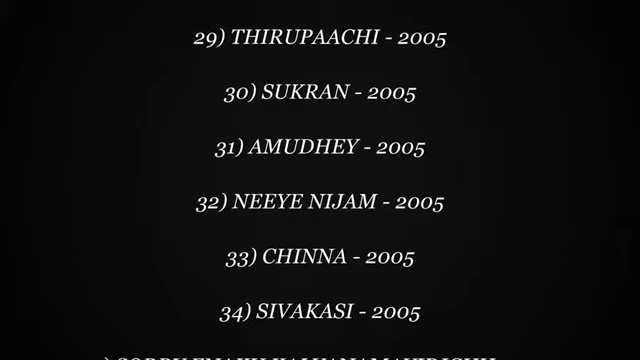 29) THIRUPAACHI - 2005
30) SUKRAN - 2005
31) AMUDHEY - 2005
32) NEEYE NIJAM - 2005
33) CHINNA - 2005
34) SIVAKASI - 2005